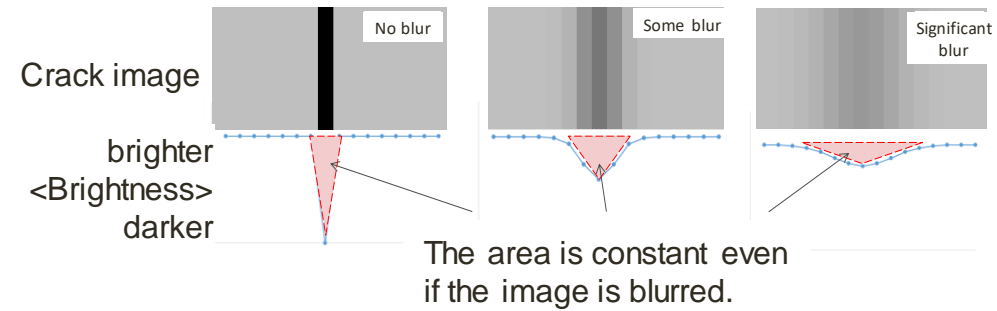 No blur
Some blur
Significant
blur
Crack image
brighter
<Brightness>
darker
The area is constant even
if the image is blurred.